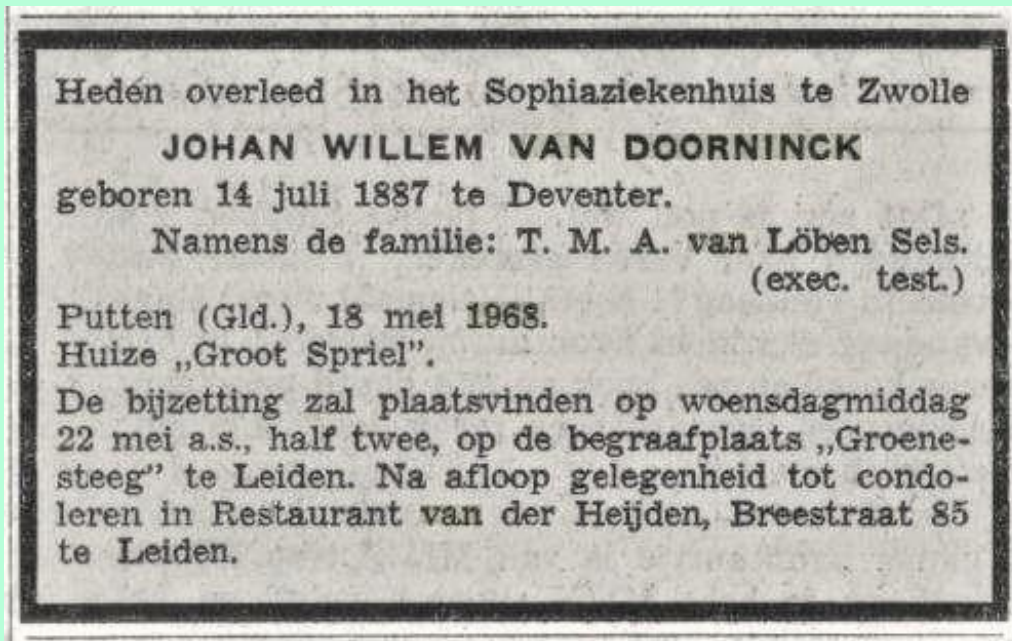 Heden overleed in het Sophiaziekenhuis te Zwolle
JOHAN WILLEM VAN DOORNINCK
geboren 14 juli 1887 te Deventer.
Namens de familie: T. M. A. van Löben Sels.
(exec. test.)
Putten (Gld.), 18 mei 1968.
Huize „Groot Spriel”.
De bijzetting zal plaatsvinden op woensdagmiddag
22 mei a.s., half twee, op de begraafplaats „Groene-
steeg” te Leiden. Na afloop gelegenheid tot condo-
leren in Restaurant van der Heijden, Breestraat 85
te Leiden.